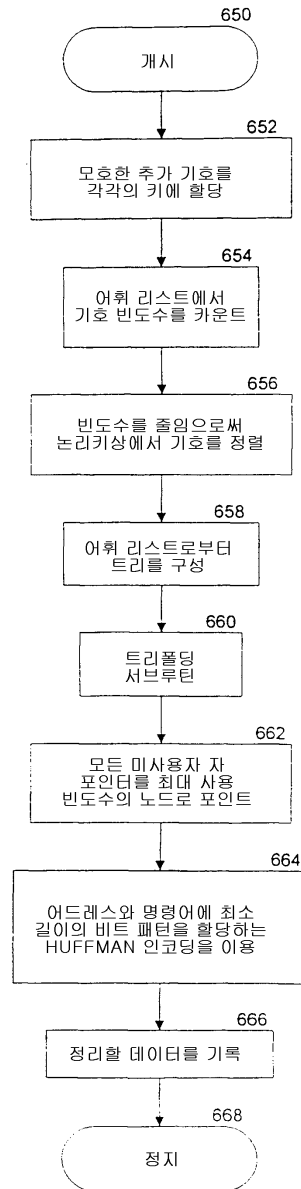 650
개시
652
모호한 추가 기호를
각각의 키에 할당
654
어휘 리스트에서
기호 빈도수를 카운트
656
빈도수를 줄임으로써
논리키상에서 기호를 정렬
658
어휘 리스트로부터
트리를 구성
660
트리폴딩
서브루틴
662
모든 미사용자 자
포인터를 최대 사용
빈도수의 노드로 포인트
664
어드레스와 명령어에 최소
길이의 비트 패턴을 할당하는
HUFFMAN 인코딩을 이용
666
정리할 데이터를 기록
668
정지